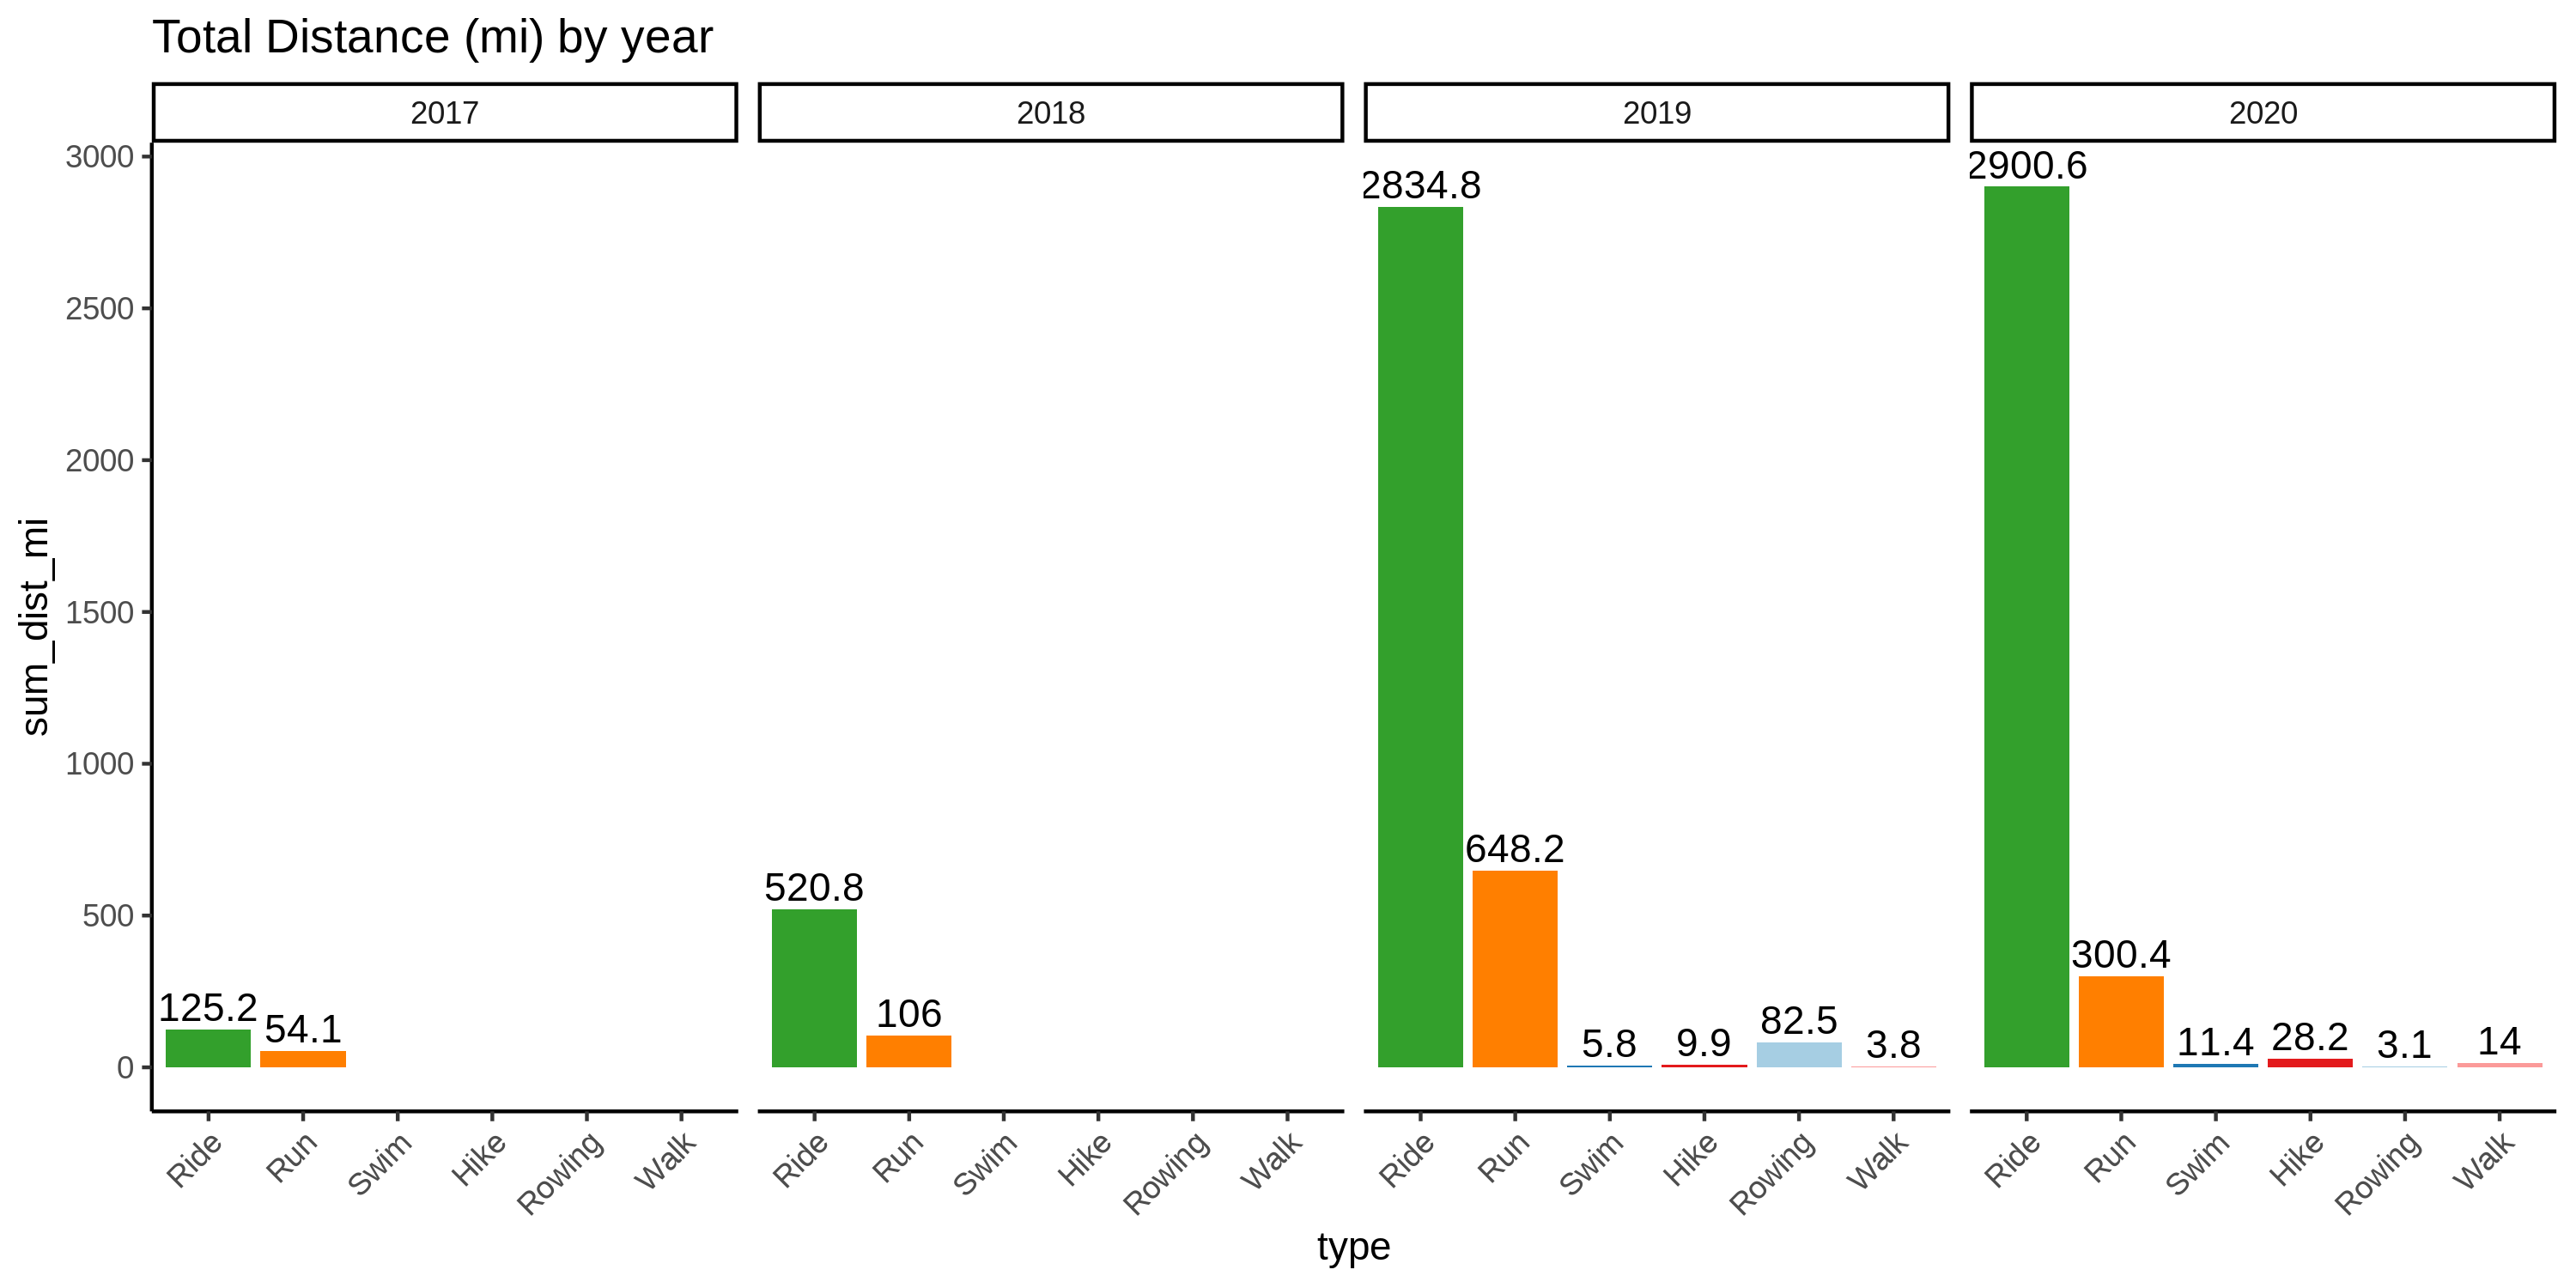 Total Distance (mi) by year
2017 2018 2019 2020
sum_dist_mi
3000
2500
2000
1500
1000
500
0
125.2 54.1
520.8 106
2834.8 648.2 5.8 9.9 82.5 3.8
2900.6 300.4 11.4 28.2 3.1 14
Ride Run Swim Hike Rowing Walk
Ride Run Swim Hike Rowing Walk
Ride Run Swim Hike Rowing Walk
Ride Run Swim Hike Rowing Walk
type